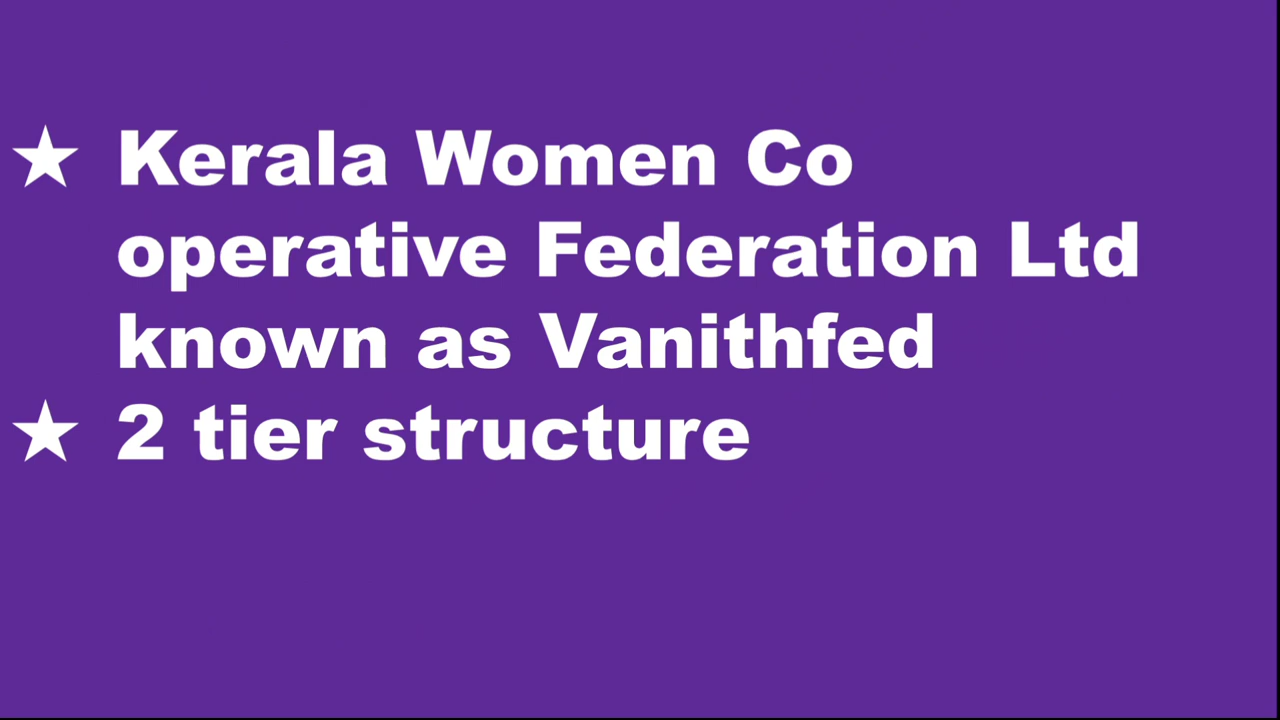 ★ Kerala Women Co
operative Federation Ltd
known as Vanithfed
★ 2 tier structure